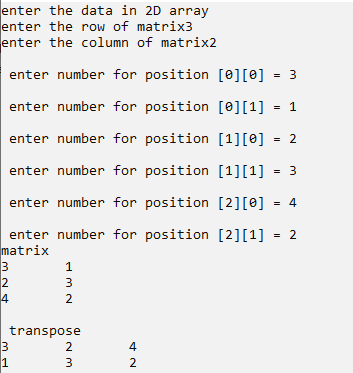 enter the data in 2D array
enter the row of matrix3
enter the column of matrix2
enter number for position [0][0] = 3
enter number for position [0][1] = 1
enter number for position [1][0] = 2
enter number for position [1][1] = 3
enter number for position [2][0] = 4
enter number for position [2][1] = 2
matrix
3 1
2 3
4 2
transpose
3 2 4
1 3 2